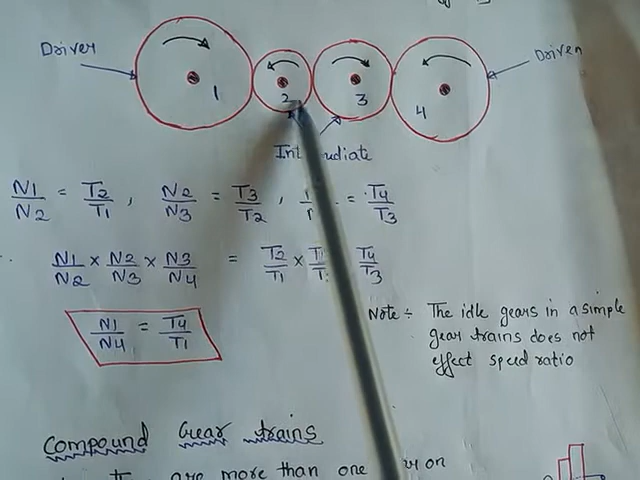 Driver
Driven
1
2
3
4
N1/N2 = T2/T1 , N2/N3 = T3/T2 , = T4/T3
N1/N2 × N2/N3 × N3/N4 = T2/T1 × T4/T3
N1/N4 = T4/T1
Note ÷ The idle gears in a simple
gear trains does not
effect speed ratio
Compound Gear trains
are more than one on